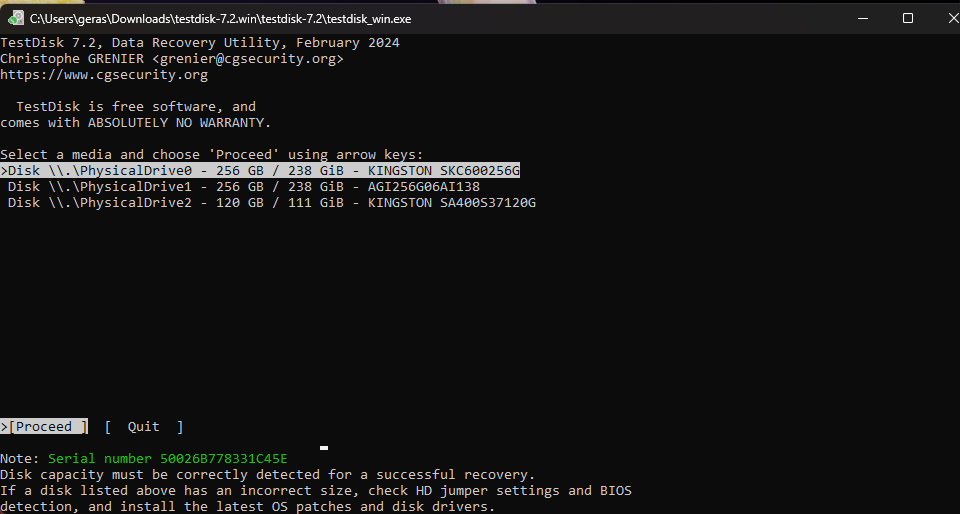 C:\Users\geras\Downloads\testdisk-7.2.win\testdisk-7.2\testdisk_win.exe
TestDisk 7.2, Data Recovery Utility, February 2024
Christophe GRENIER <grenier@cgsecurity.org>
https://www.cgsecurity.org
TestDisk is free software, and
comes with ABSOLUTELY NO WARRANTY.
Select a media and choose 'Proceed' using arrow keys:
>Disk \\.\PhysicalDrive0 - 256 GB / 238 GiB - KINGSTON SKC600256G
Disk \\.\PhysicalDrive1 - 256 GB / 238 GiB - AGI256G06AI138
Disk \\.\PhysicalDrive2 - 120 GB / 111 GiB - KINGSTON SA400S37120G
>[Proceed ]  [  Quit  ]
Note: Serial number 50026B778331C45E
Disk capacity must be correctly detected for a successful recovery.
If a disk listed above has an incorrect size, check HD jumper settings and BIOS
detection, and install the latest OS patches and disk drivers.